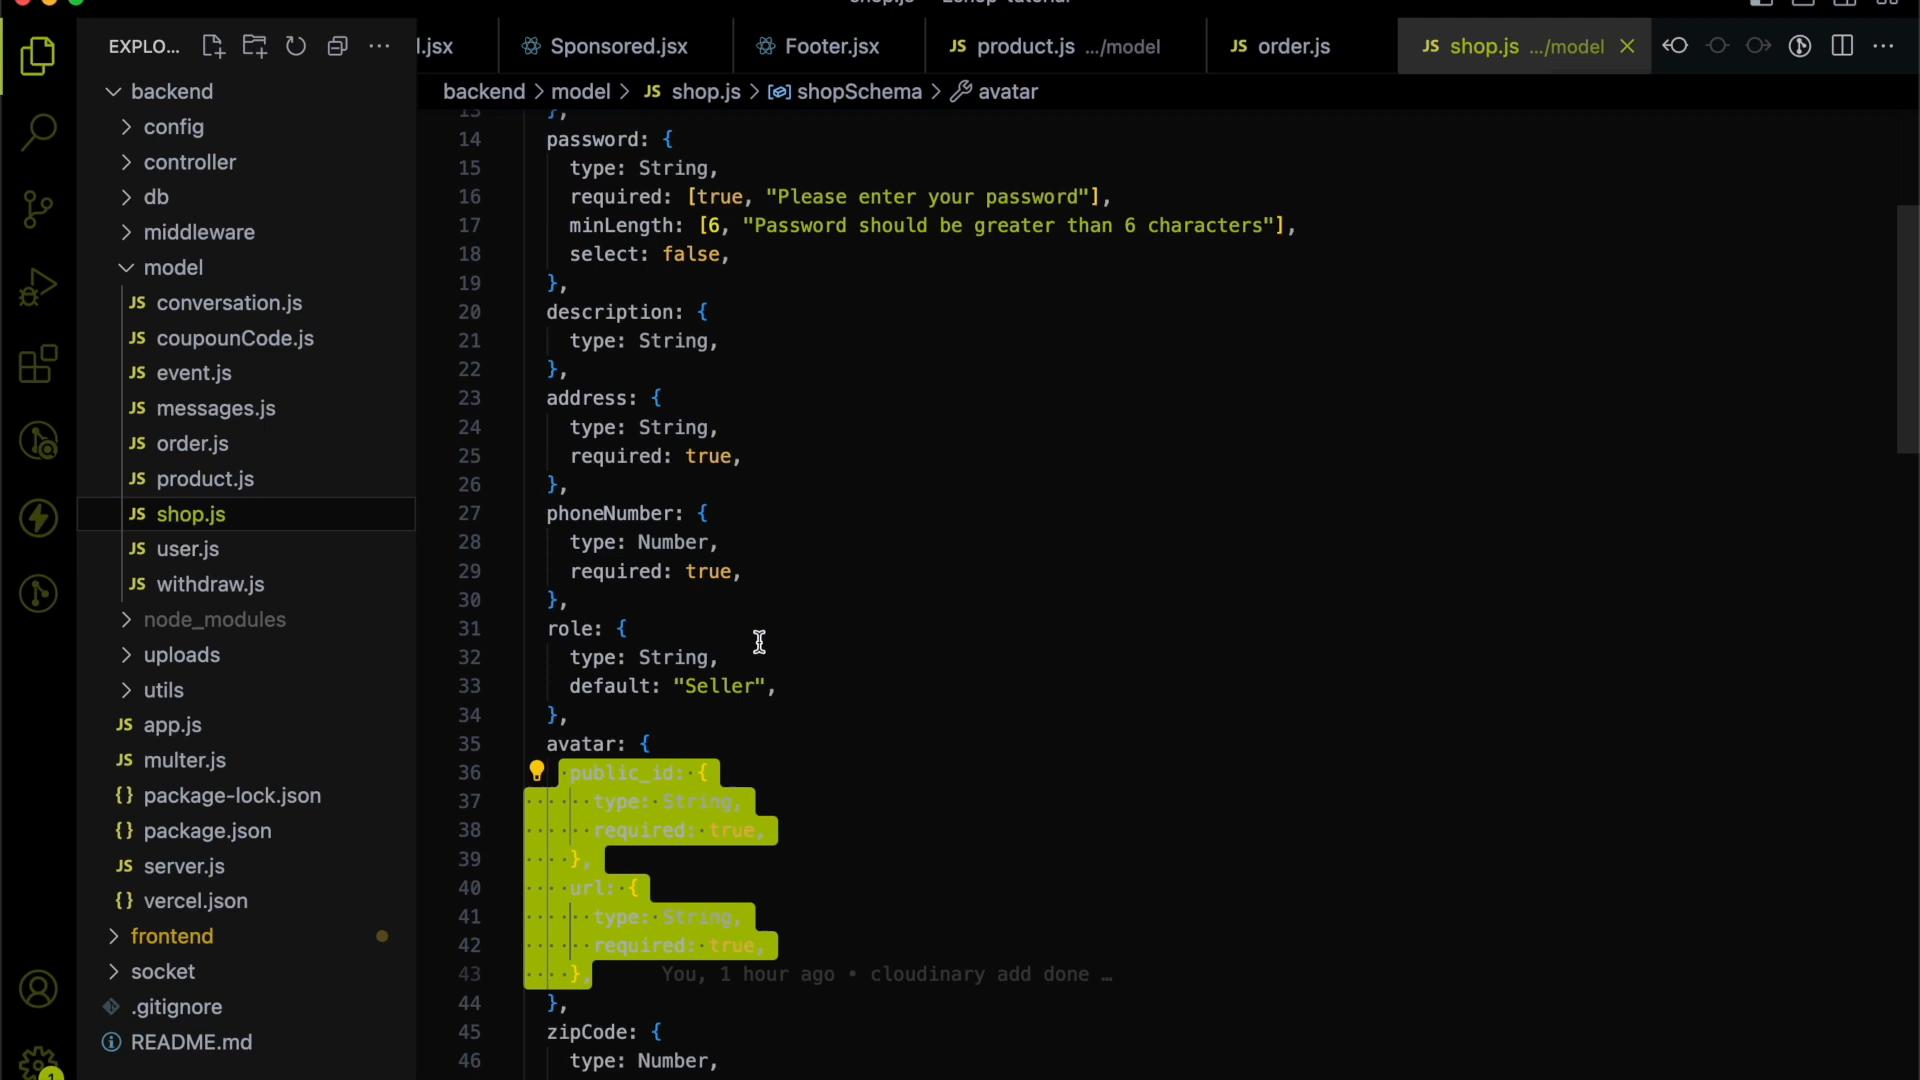 EXPLO...
l.jsx
Sponsored.jsx
Footer.jsx
JS product.js .../model
JS order.js
JS shop.js .../model
backend > model > JS shop.js > shopSchema > avatar
backend
config
controller
db
middleware
model
JS conversation.js
JS coupounCode.js
JS event.js
JS messages.js
JS order.js
JS product.js
JS shop.js
JS user.js
JS withdraw.js
node_modules
uploads
utils
JS app.js
JS multer.js
{} package-lock.json
{} package.json
JS server.js
{} vercel.json
frontend
socket
.gitignore
README.md
1
13 },
14 password: {
15 type: String,
16 required: [true, "Please enter your password"],
17 minLength: [6, "Password should be greater than 6 characters"],
18 select: false,
19 },
20 description: {
21 type: String,
22 },
23 address: {
24 type: String,
25 required: true,
26 },
27 phoneNumber: {
28 type: Number,
29 required: true,
30 },
31 role: {
32 type: String,
33 default: "Seller",
34 },
35 avatar: {
36 public_id: {
37 type: String,
38 required: true,
39 },
40 url: {
41 type: String,
42 required: true,
43 }, You, 1 hour ago • cloudinary add done …
44 },
45 zipCode: {
46 type: Number,